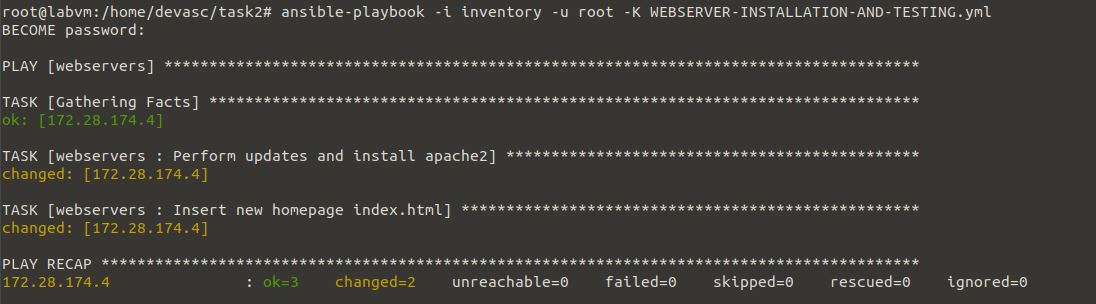 root@labvm:/home/devasc/task2# ansible-playbook -i inventory -u root -K WEBSERVER-INSTALLATION-AND-TESTING.yml
BECOME password:
PLAY [webservers] ************************************************************************************
TASK [Gathering Facts] *******************************************************************************
ok: [172.28.174.4]
TASK [webservers : Perform updates and install apache2] **********************************************
changed: [172.28.174.4]
TASK [webservers : Insert new homepage index.html] ***************************************************
changed: [172.28.174.4]
PLAY RECAP *******************************************************************************************
172.28.174.4               : ok=3    changed=2    unreachable=0    failed=0    skipped=0    rescued=0    ignored=0